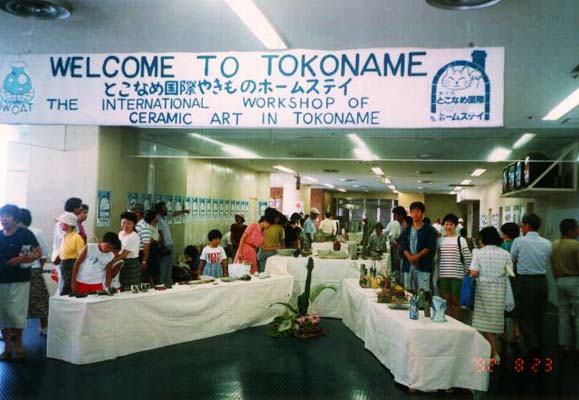 WELCOME TO TOKONAME
とこなめ国際やきものホームステイ
THE INTERNATIONAL WORKSHOP OF
CERAMIC ART IN TOKONAME
とこなめ国際
ホームステイ
'92 8 23